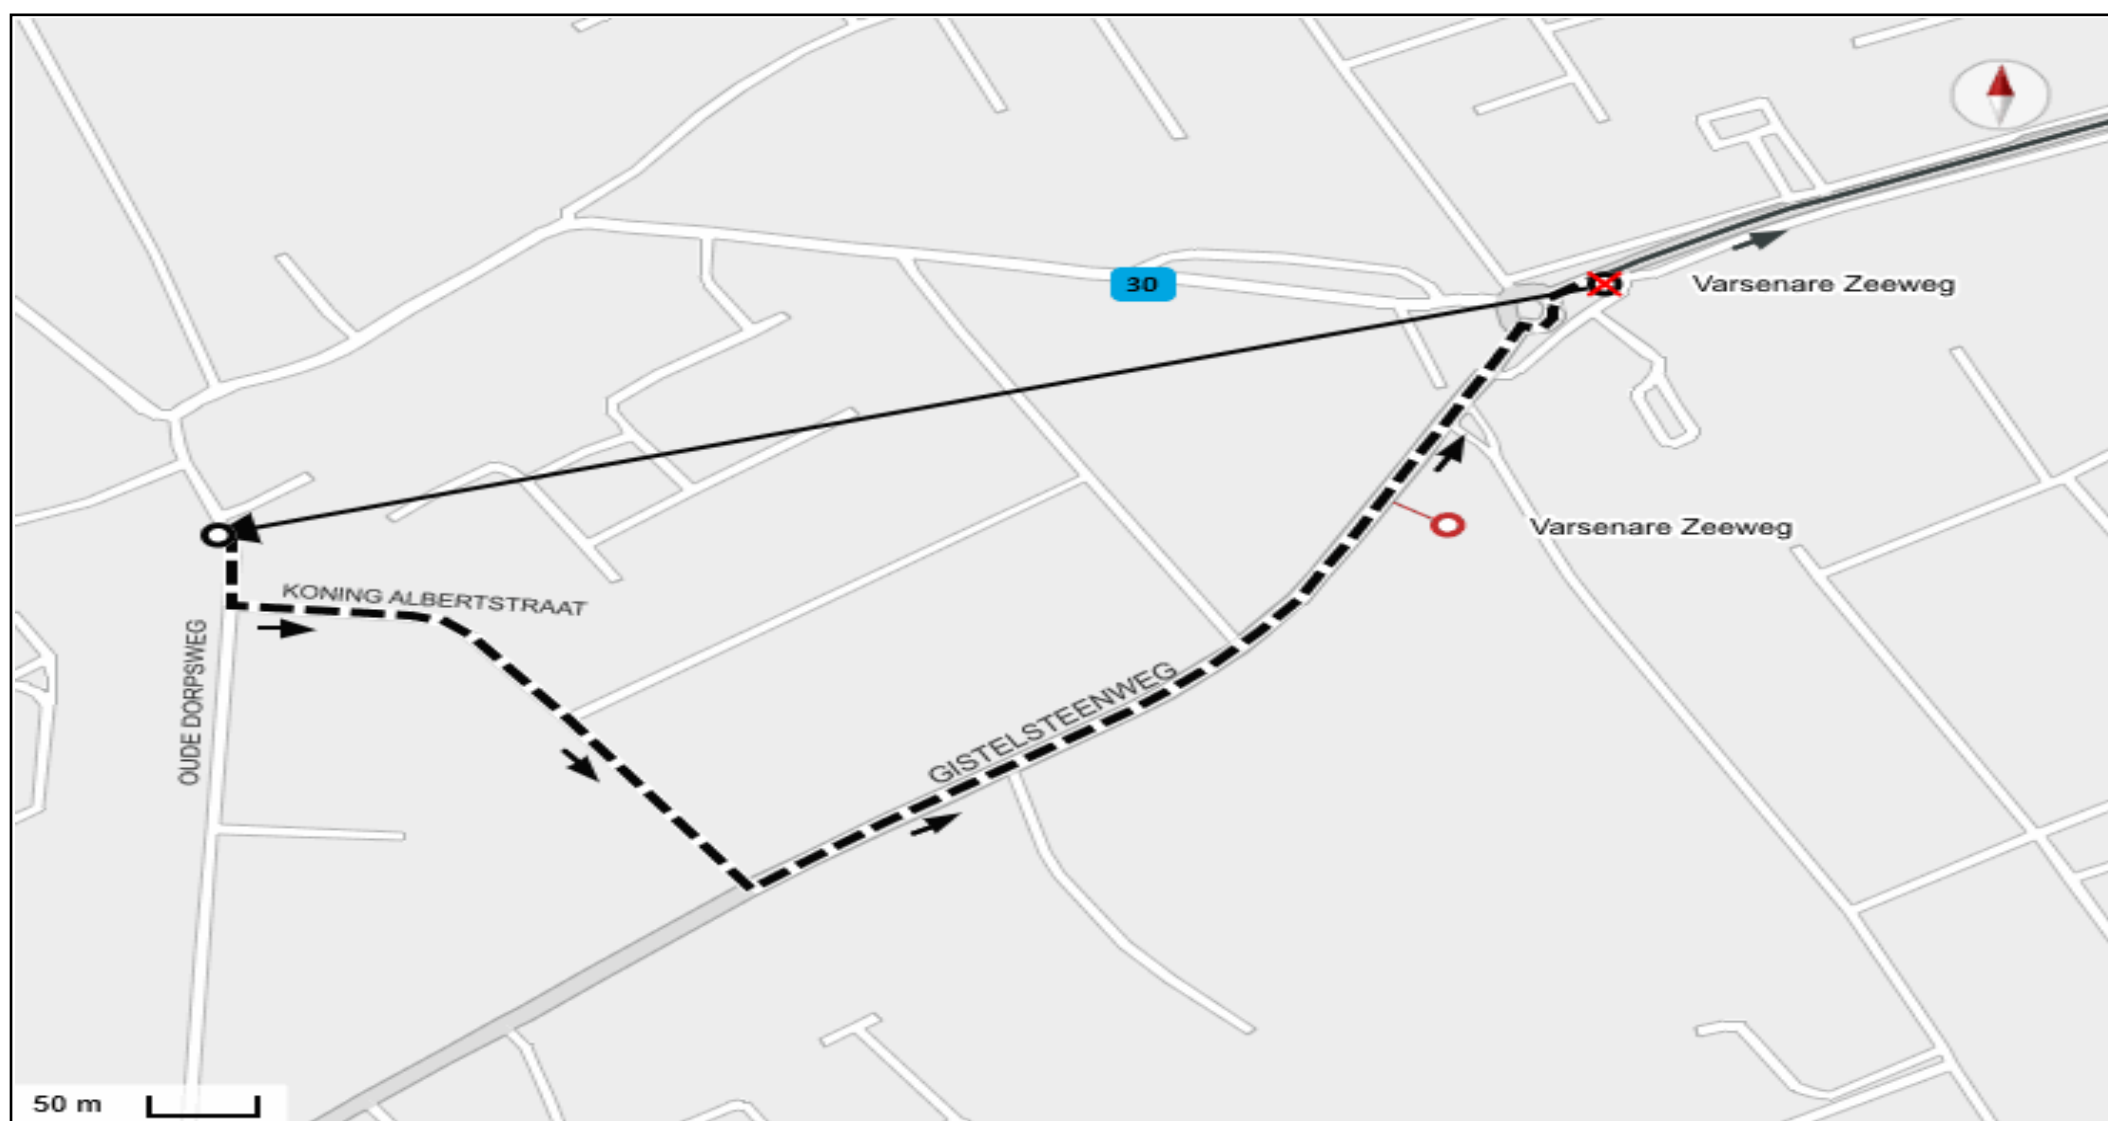 30
Varsenare Zeeweg
Varsenare Zeeweg
KONING ALBERTSTRAAT
OUDE DORPSWEG
GISTELSTEENWEG
50 m